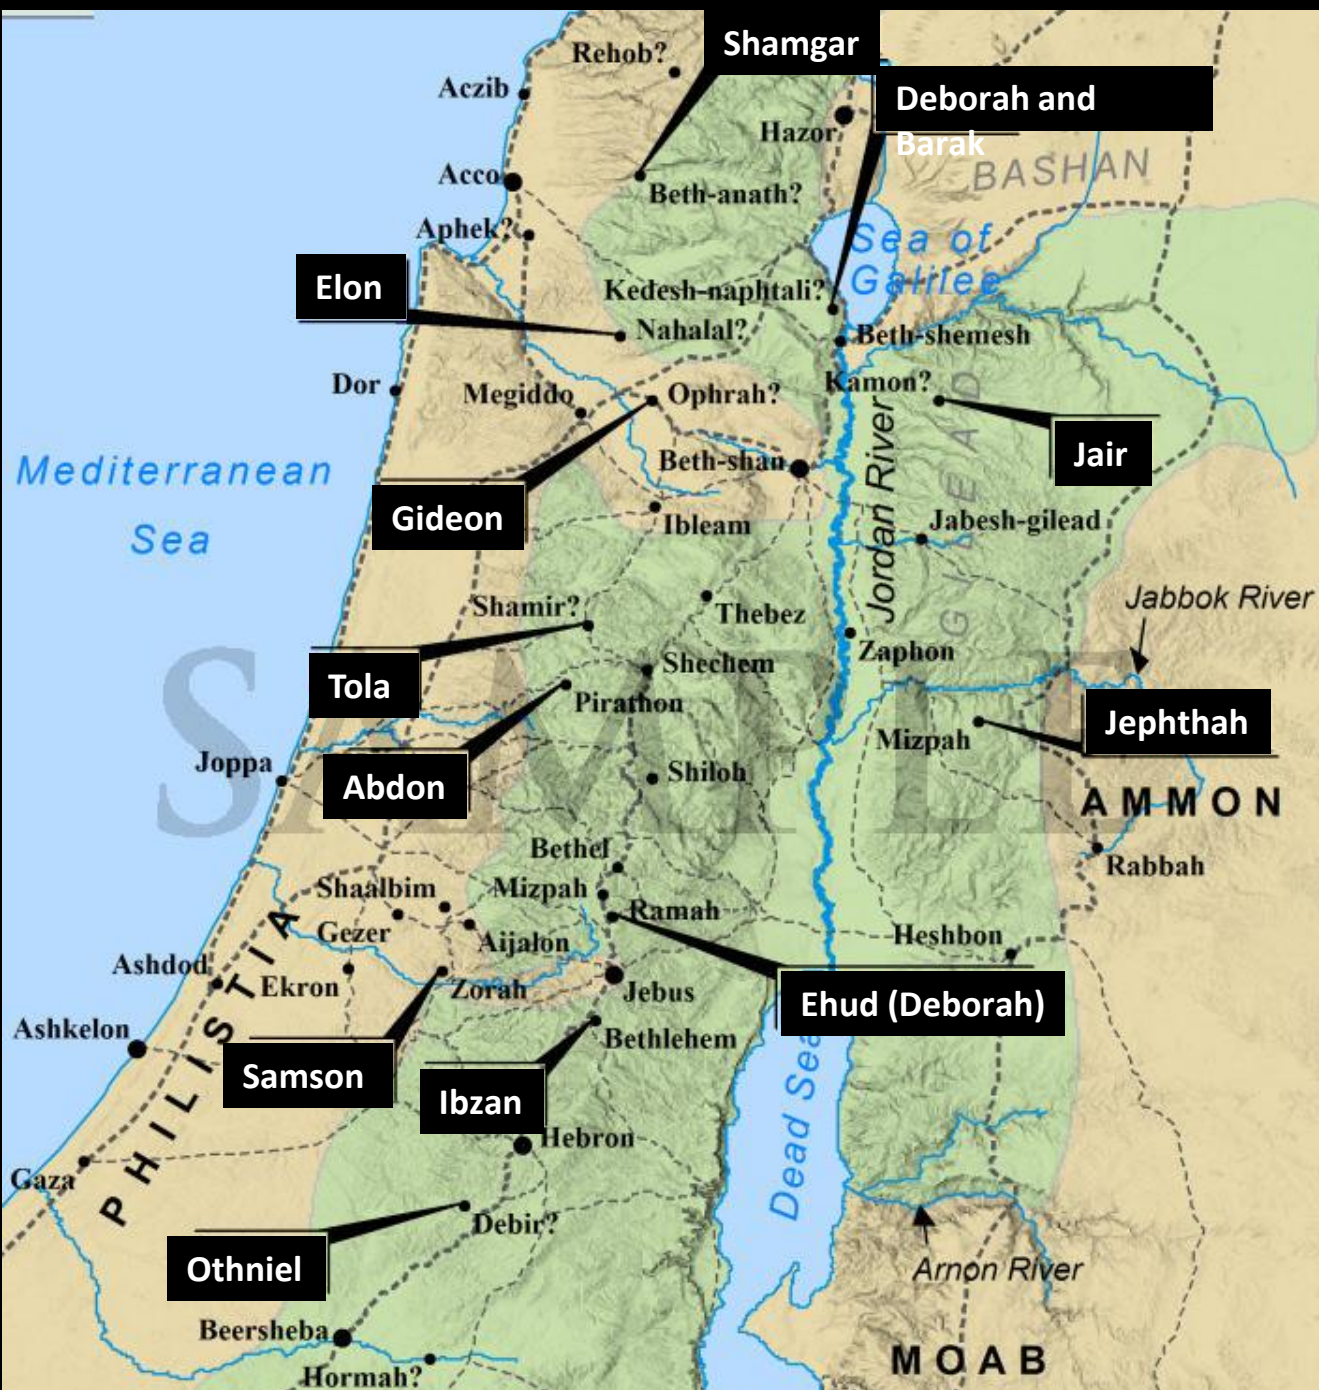 Shamgar
Rehob?
Aczib
Deborah and
Barak
Hazor
BASHAN
Acco
Beth-anath?
Aphek?
Sea of
Galilee
Elon
Kedesh-naphtali?
Nahalal?
Beth-shemesh
Dor
Megiddo
Ophrah?
Kamon?
Jair
Mediterranean
Sea
Beth-shan
Gideon
Ibleam
Jabesh-gilead
Jordan River
GILEAD
Jabbok River
Shamir?
Thebez
Zaphon
Shechem
Tola
Pirathon
SAMPLE
Jephthah
Mizpah
Joppa
Abdon
Shiloh
AMMON
Bethel
Rabbah
Shaalbim
Mizpah
Ramah
Gezer
Aijalon
Heshbon
Ashdod
Ekron
Zorah
Jebus
Ehud (Deborah)
PHILISTIA
Ashkelon
Bethlehem
Samson
Ibzan
Dead Sea
Hebron
Gaza
Debir?
Othniel
Arnon River
Beersheba
MOAB
Hormah?